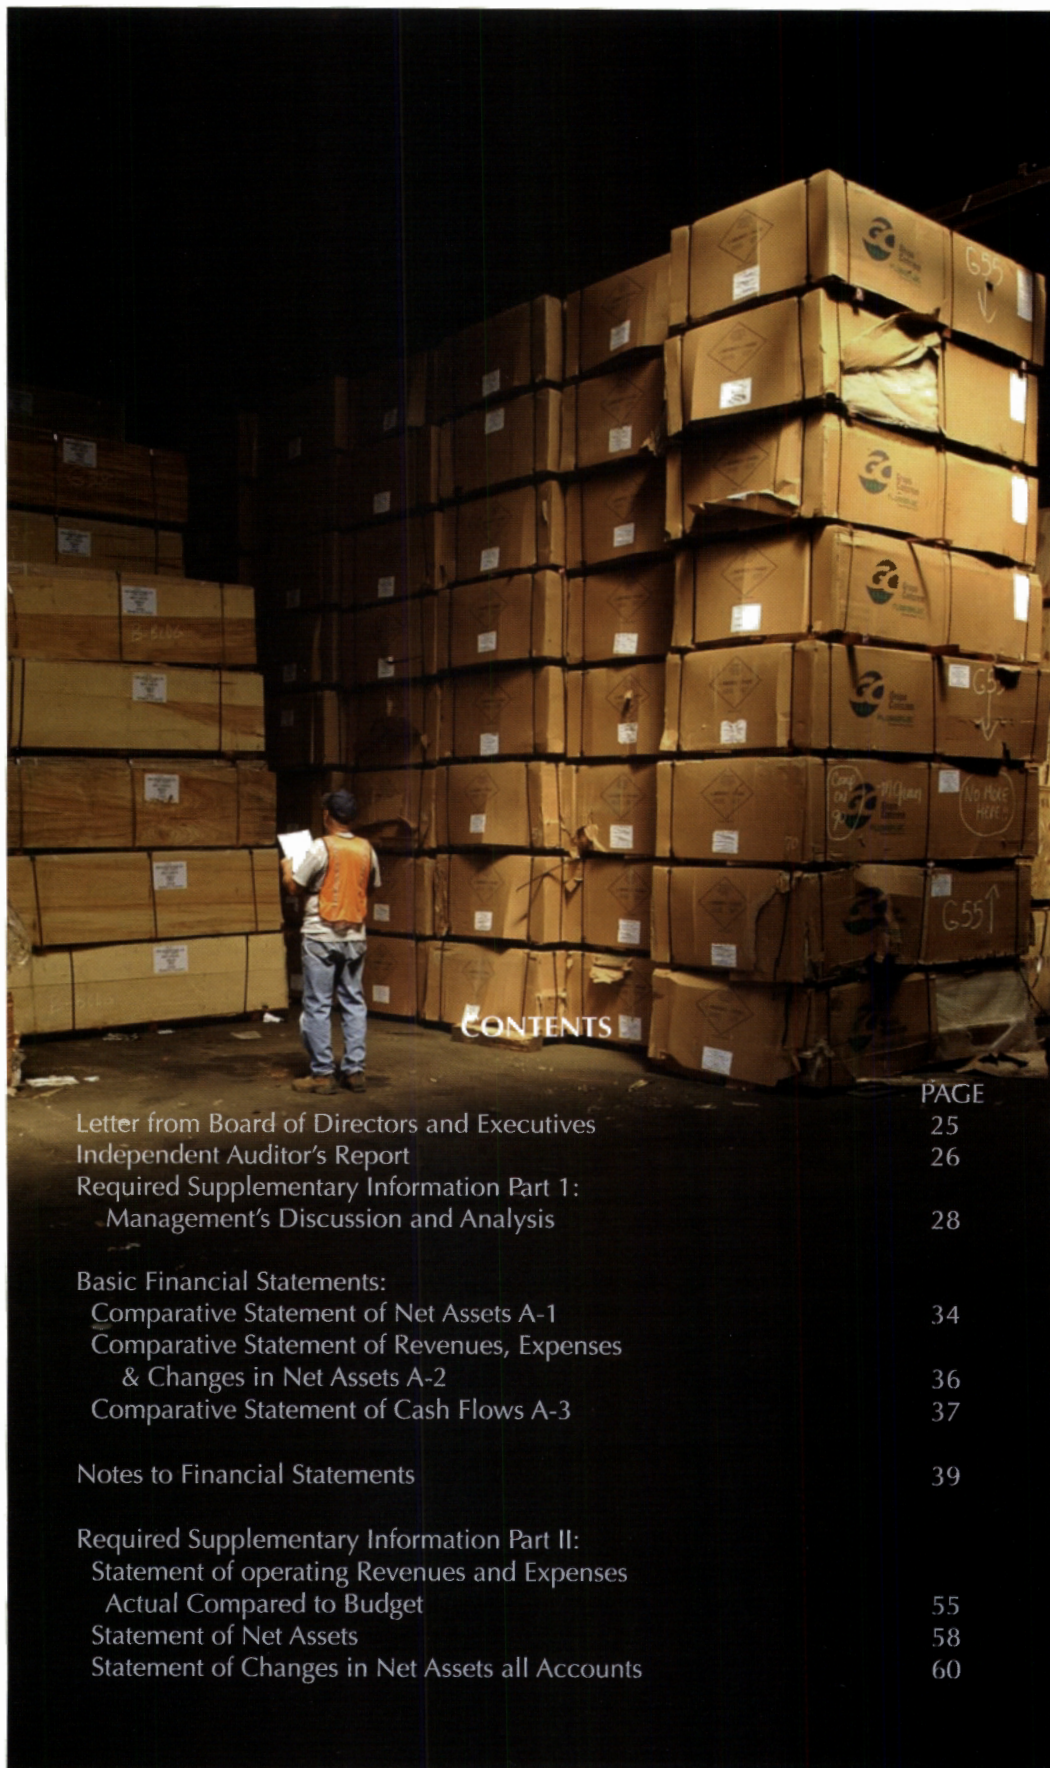 G55
B-BLDG
G55
NO MORE
HERE!!
G55
CONTENTS
PAGE
Letter from Board of Directors and Executives 25
Independent Auditor's Report 26
Required Supplementary Information Part 1:
Management's Discussion and Analysis 28
Basic Financial Statements:
Comparative Statement of Net Assets A-1 34
Comparative Statement of Revenues, Expenses
& Changes in Net Assets A-2 36
Comparative Statement of Cash Flows A-3 37
Notes to Financial Statements 39
Required Supplementary Information Part II:
Statement of operating Revenues and Expenses
Actual Compared to Budget 55
Statement of Net Assets 58
Statement of Changes in Net Assets all Accounts 60